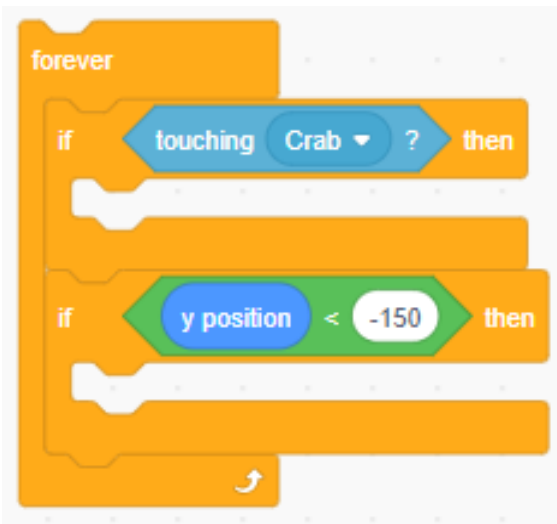 forever
if touching Crab ? then
if y position < -150 then